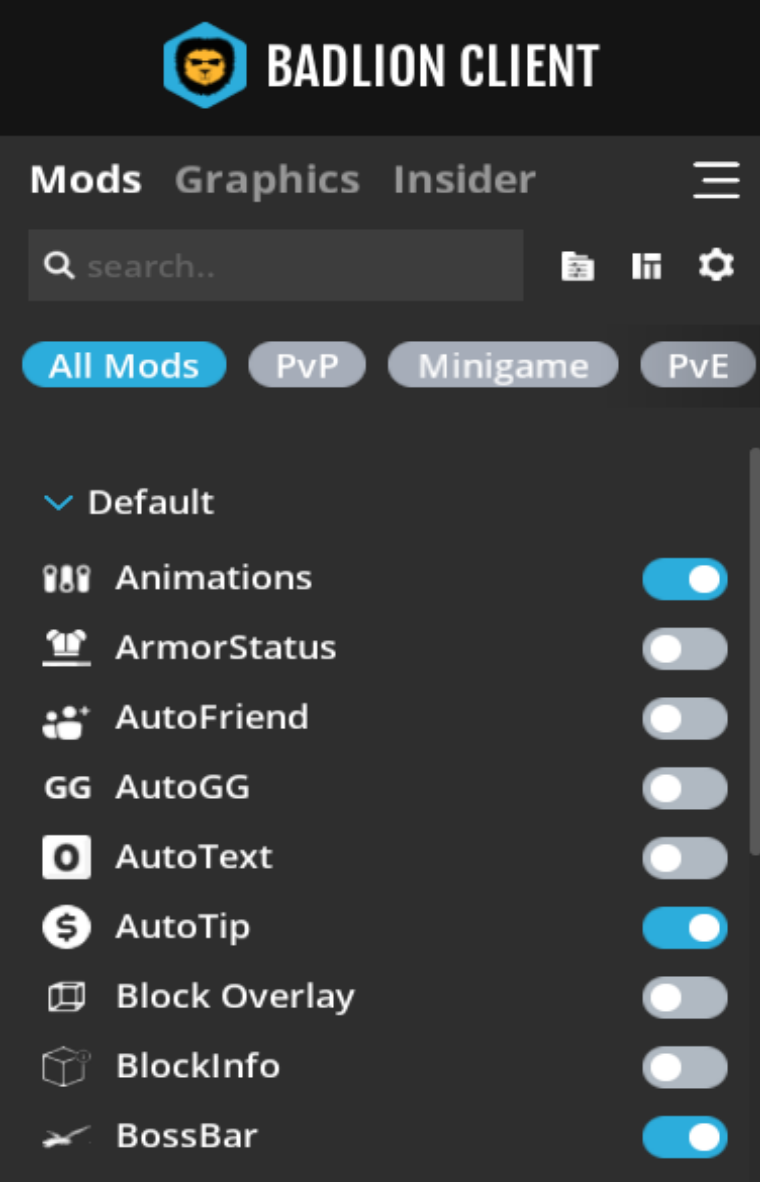 BADLION CLIENT
Mods Graphics Insider
search..
All Mods PvP Minigame PvE
Default
Animations
ArmorStatus
AutoFriend
GG AutoGG
O AutoText
$ AutoTip
Block Overlay
BlockInfo
BossBar